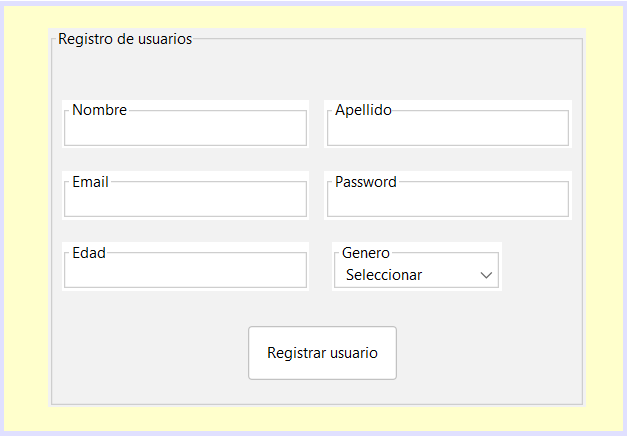 Registro de usuarios
Nombre
Apellido
Email
Password
Edad
Genero
Seleccionar
Registrar usuario